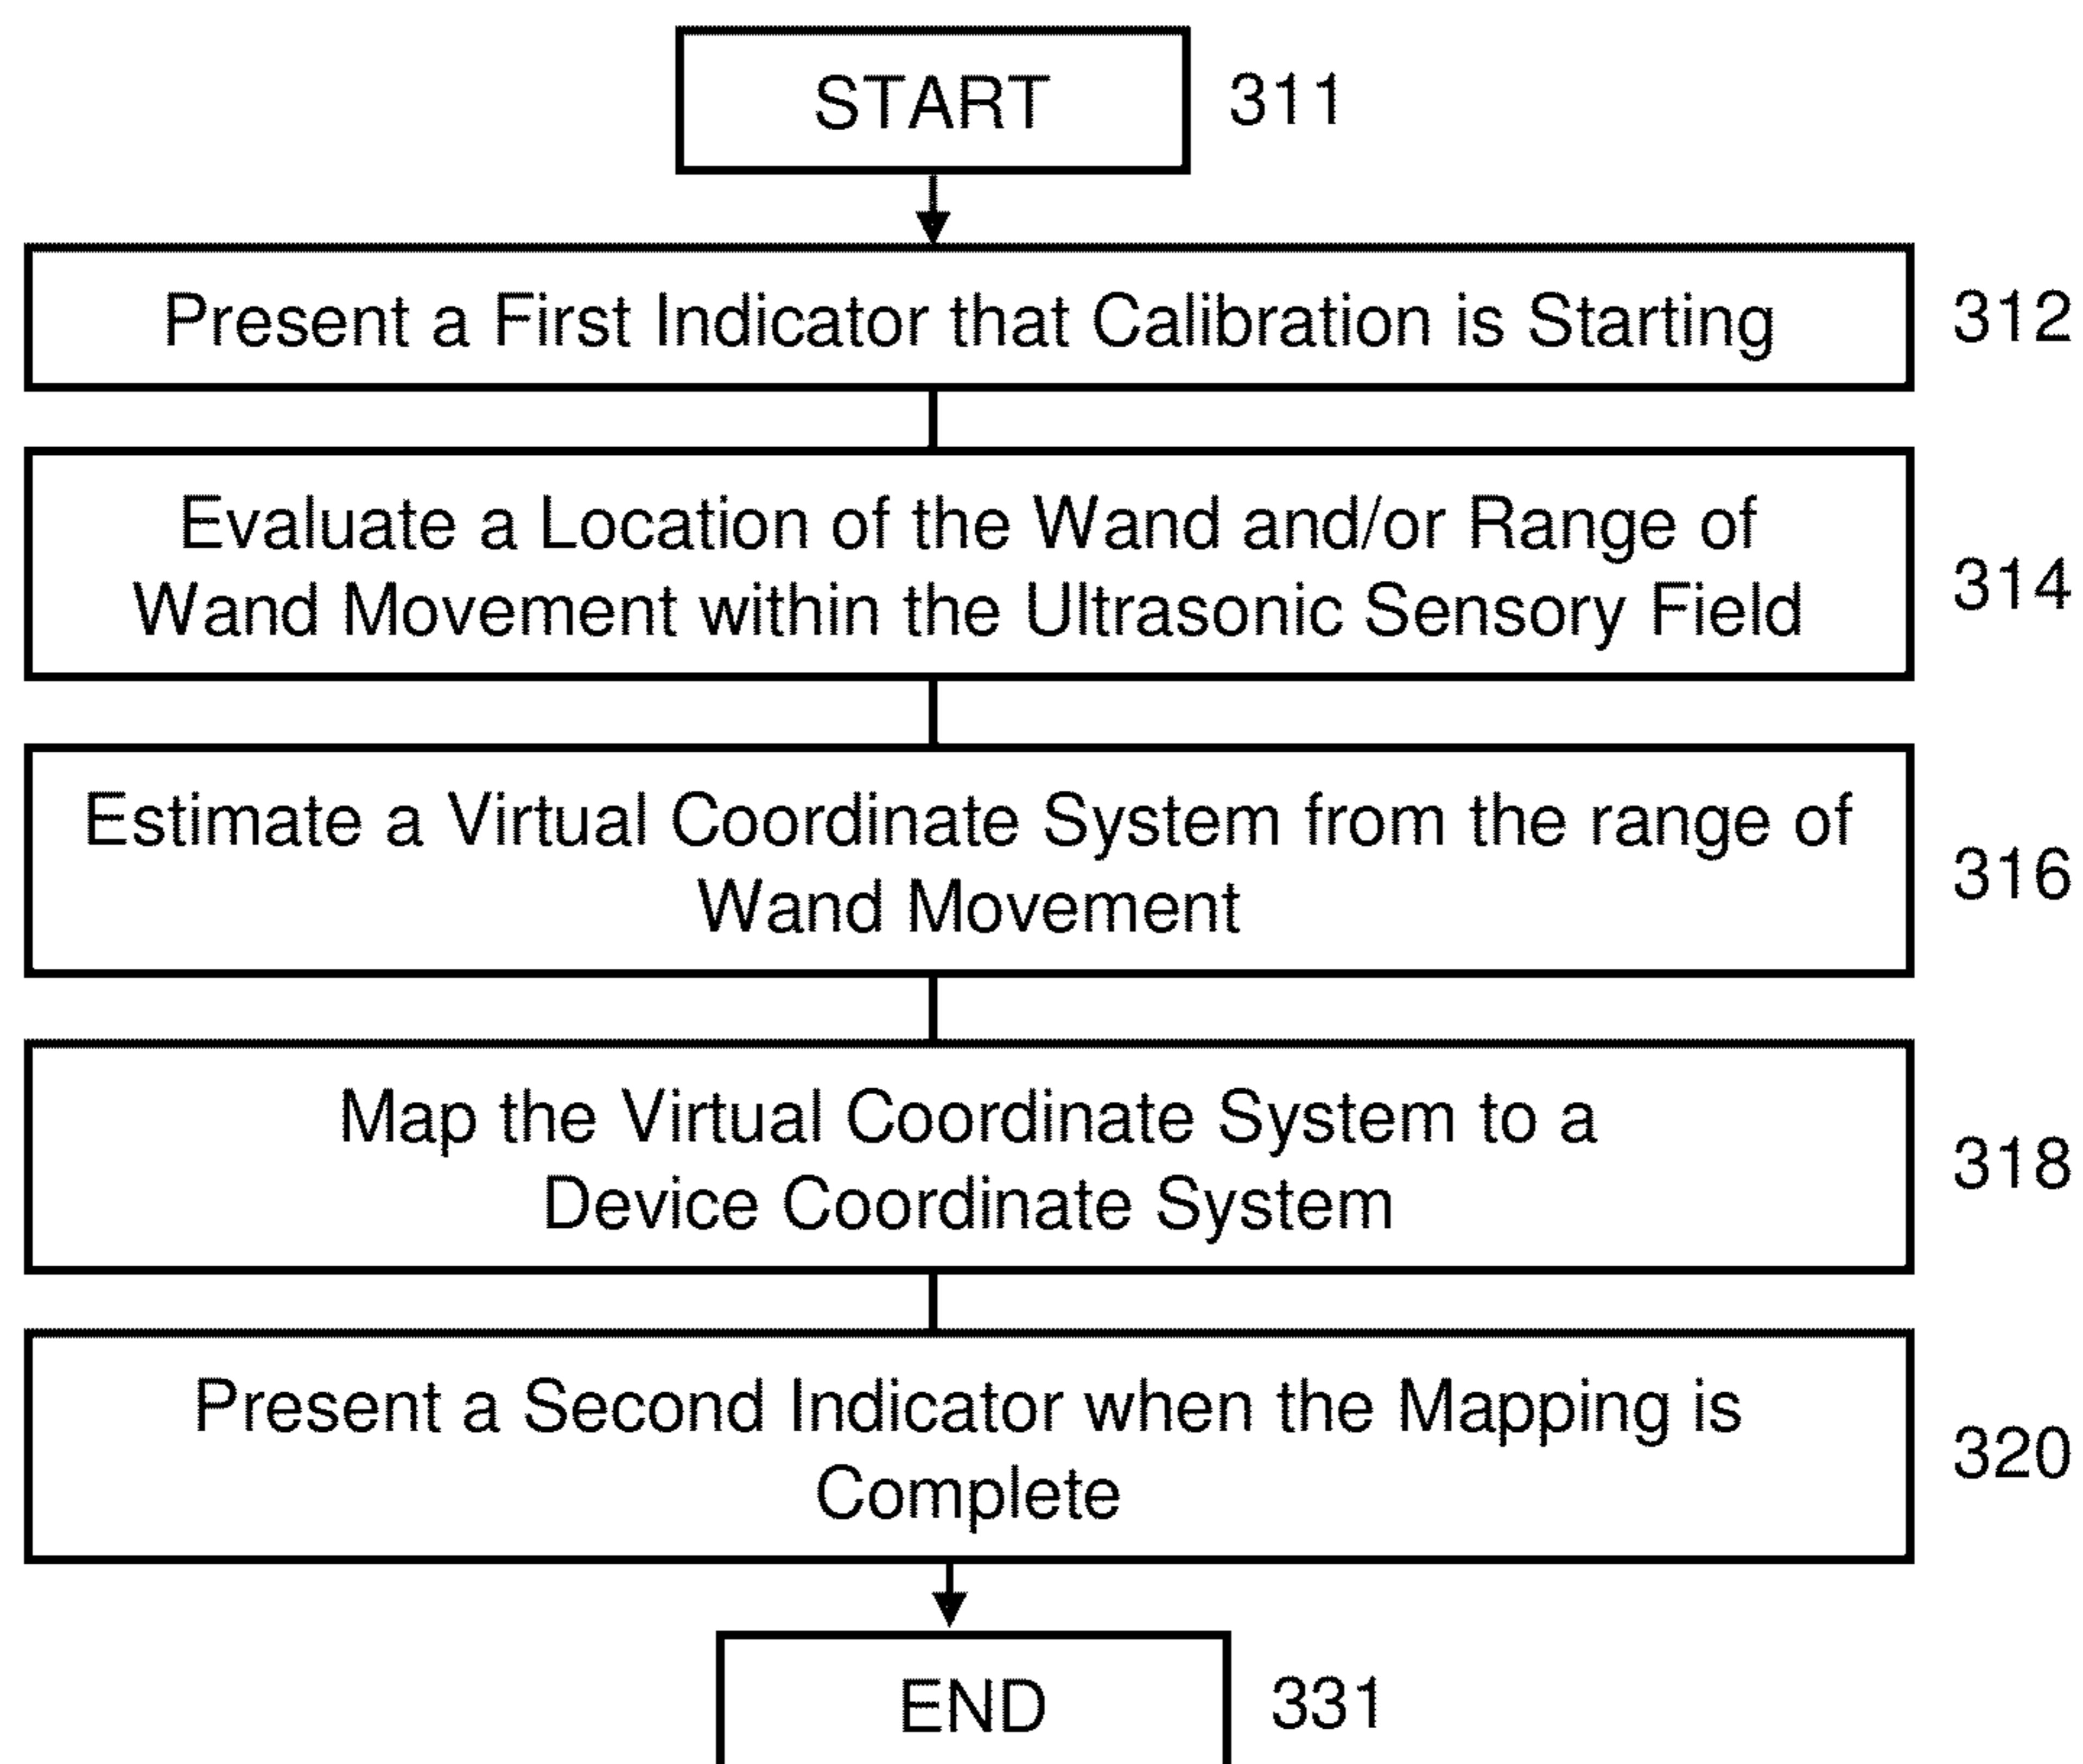 START 311
Present a First Indicator that Calibration is Starting 312
Evaluate a Location of the Wand and/or Range of
Wand Movement within the Ultrasonic Sensory Field 314
Estimate a Virtual Coordinate System from the range of
Wand Movement 316
Map the Virtual Coordinate System to a
Device Coordinate System 318
Present a Second Indicator when the Mapping is
Complete 320
END 331